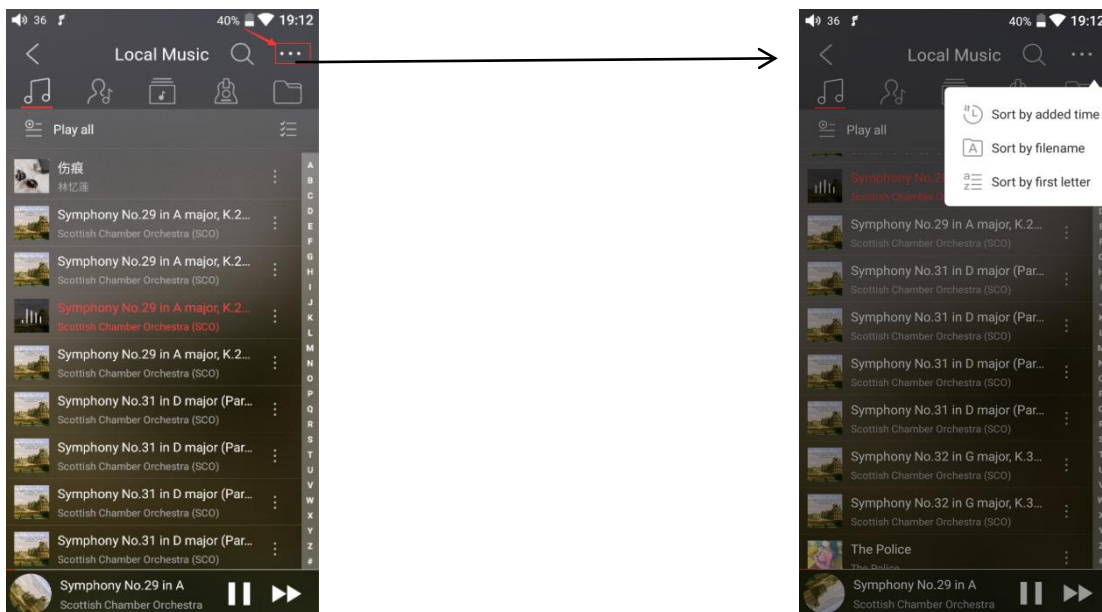 36
40%
19:12
Local Music
Play all
伤痕
林忆莲
Symphony No.29 in A major, K.2...
Scottish Chamber Orchestra (SCO)
Symphony No.29 in A major, K.2...
Scottish Chamber Orchestra (SCO)
Symphony No.29 in A major, K.2...
Scottish Chamber Orchestra (SCO)
Symphony No.29 in A major, K.2...
Scottish Chamber Orchestra (SCO)
Symphony No.31 in D major (Par...
Scottish Chamber Orchestra (SCO)
Symphony No.31 in D major (Par...
Scottish Chamber Orchestra (SCO)
Symphony No.31 in D major (Par...
Scottish Chamber Orchestra (SCO)
Symphony No.31 in D major (Par...
Scottish Chamber Orchestra (SCO)
A
B
C
D
E
F
G
H
I
J
K
L
M
N
O
P
Q
R
S
T
U
V
W
X
Y
Z
#
Symphony No.29 in A
Scottish Chamber Orchestra
36
40%
19:12
Local Music
Play all
Sort by added time
Sort by filename
Sort by first letter
Symphony No.2
Scottish Chamber
Symphony No.29 in A major, K.2...
Scottish Chamber Orchestra (SCO)
Symphony No.31 in D major (Par...
Scottish Chamber Orchestra (SCO)
Symphony No.31 in D major (Par...
Scottish Chamber Orchestra (SCO)
Symphony No.31 in D major (Par...
Scottish Chamber Orchestra (SCO)
Symphony No.31 in D major (Par...
Scottish Chamber Orchestra (SCO)
Symphony No.32 in G major, K.3...
Scottish Chamber Orchestra (SCO)
Symphony No.32 in G major, K.3...
Scottish Chamber Orchestra (SCO)
The Police
The Police
Symphony No.29 in A
Scottish Chamber Orchestra